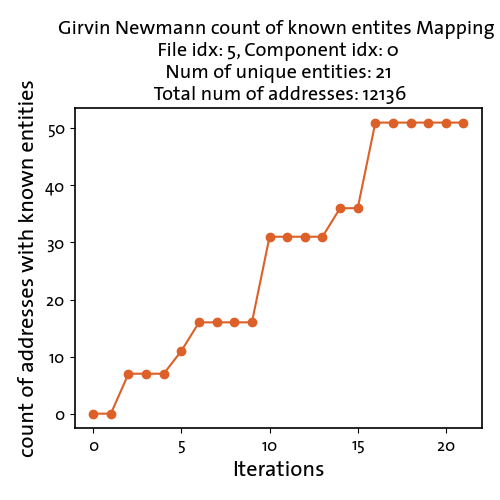 Girvin Newmann count of known entites Mapping
File idx: 5, Component idx: 0
Num of unique entities: 21
Total num of addresses: 12136
count of addresses with known entities
50
40
30
20
10
0
0 5 10 15 20
Iterations